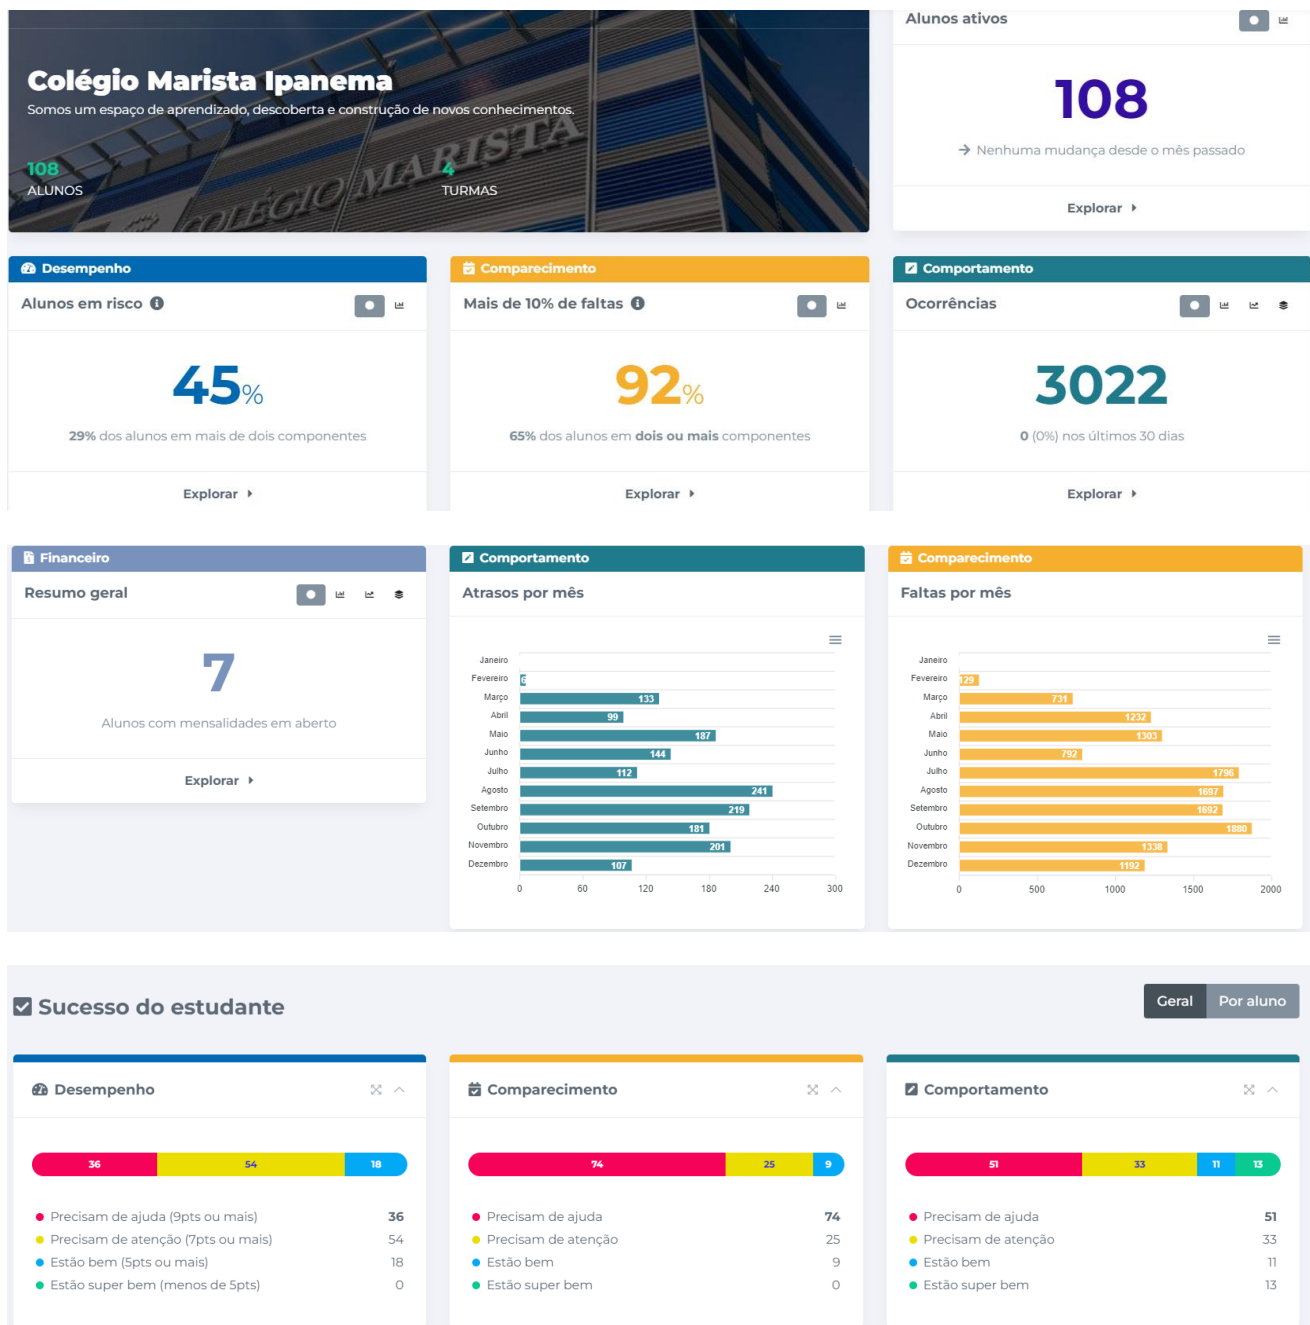 Colégio Marista Ipanema
Somos um espaço de aprendizado, descoberta e construção de novos conhecimentos.
108
ALUNOS
4
TURMAS
COLÉGIO MARISTA
Alunos ativos
108
→ Nenhuma mudança desde o mês passado
Explorar
Desempenho
Alunos em risco
45%
29% dos alunos em mais de dois componentes
Explorar
Comparecimento
Mais de 10% de faltas
92%
65% dos alunos em dois ou mais componentes
Explorar
Comportamento
Ocorrências
3022
0 (0%) nos últimos 30 dias
Explorar
Financeiro
Resumo geral
7
Alunos com mensalidades em aberto
Explorar
Comportamento
Atrasos por mês
Janeiro
Fevereiro 6
Março 133
Abril 99
Maio 187
Junho 144
Julho 112
Agosto 241
Setembro 219
Outubro 181
Novembro 201
Dezembro 107
0 60 120 180 240 300
Comparecimento
Faltas por mês
Janeiro
Fevereiro 129
Março 731
Abril 1232
Maio 1303
Junho 792
Julho 1796
Agosto 1697
Setembro 1692
Outubro 1880
Novembro 1338
Dezembro 1192
0 500 1000 1500 2000
Sucesso do estudante
Geral Por aluno
Desempenho
36 54 18
Precisam de ajuda (9pts ou mais) 36
Precisam de atenção (7pts ou mais) 54
Estão bem (5pts ou mais) 18
Estão super bem (menos de 5pts) 0
Comparecimento
74 25 9
Precisam de ajuda 74
Precisam de atenção 25
Estão bem 9
Estão super bem 0
Comportamento
51 33 11 13
Precisam de ajuda 51
Precisam de atenção 33
Estão bem 11
Estão super bem 13